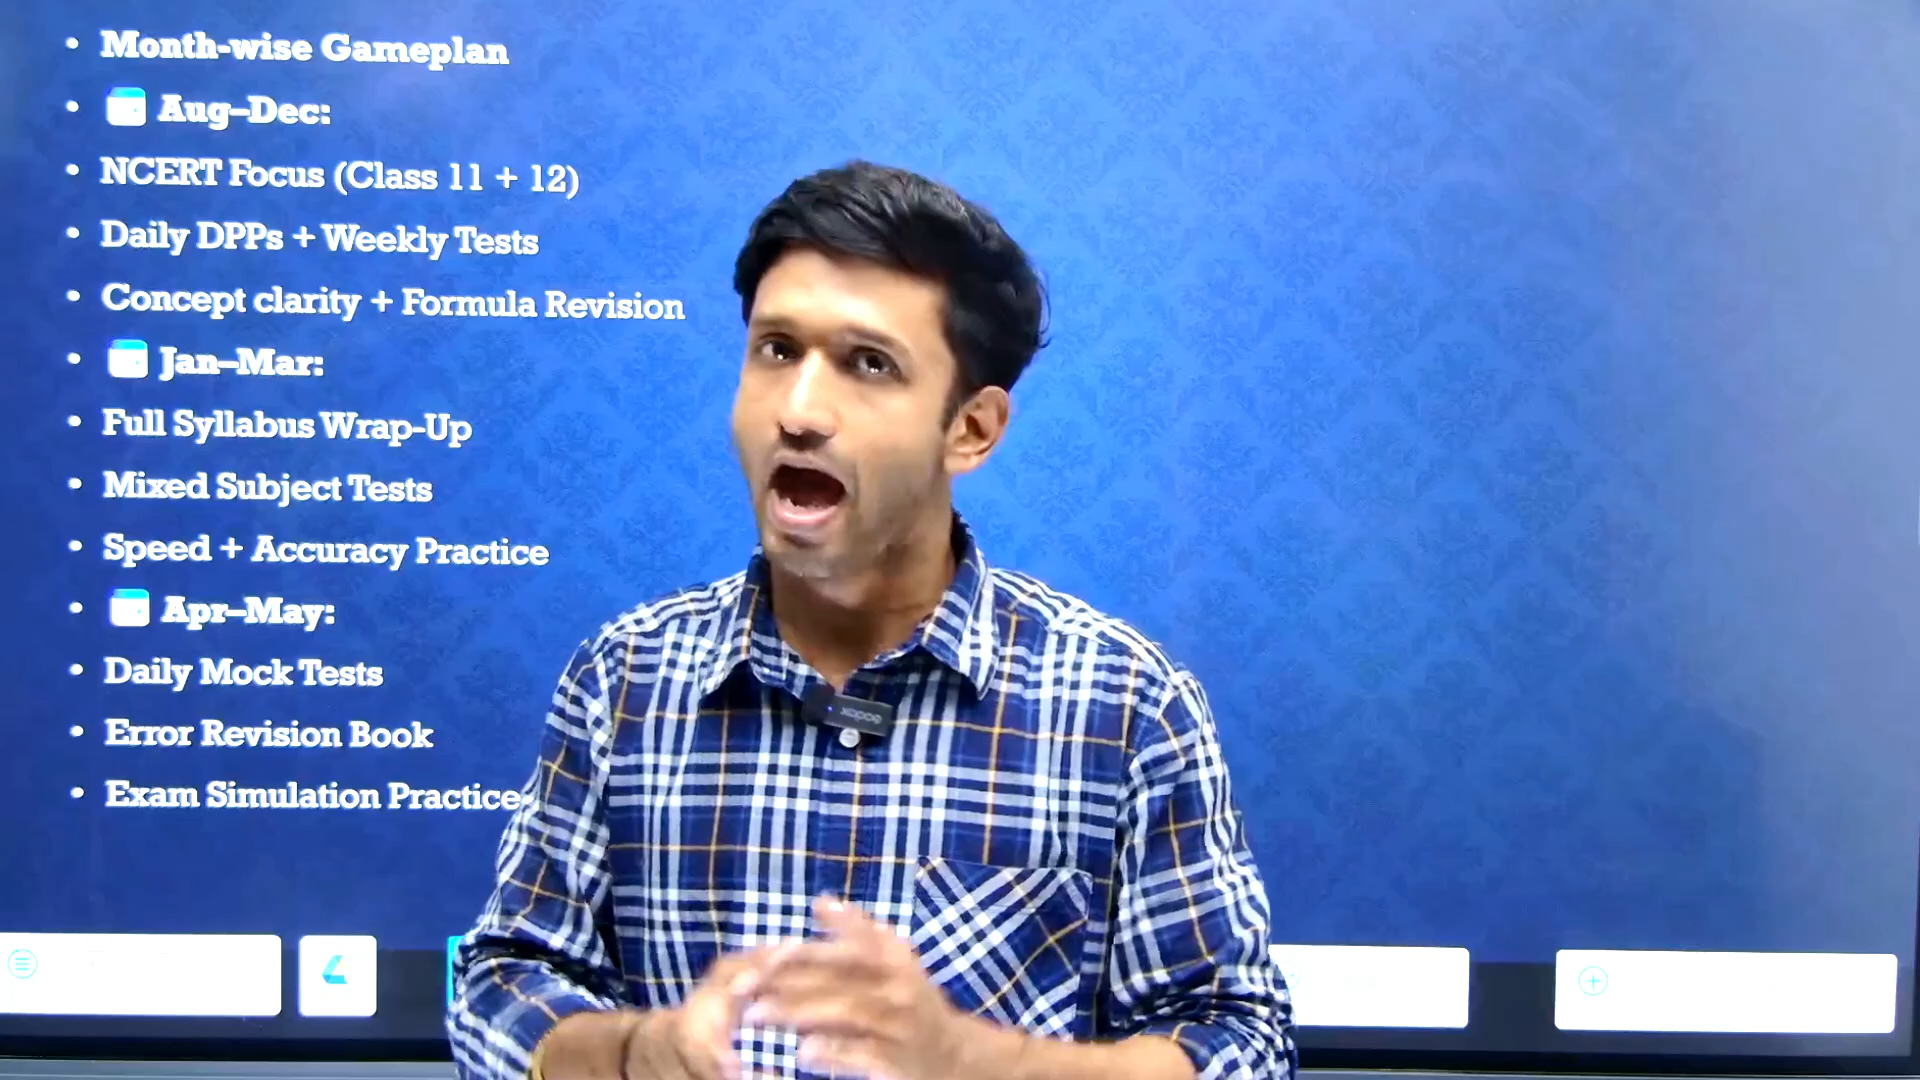 • Month-wise Gameplan
• Aug–Dec:
• NCERT Focus (Class 11 + 12)
• Daily DPPs + Weekly Tests
• Concept clarity + Formula Revision
• Jan–Mar:
• Full Syllabus Wrap-Up
• Mixed Subject Tests
• Speed + Accuracy Practice
• Apr–May:
• Daily Mock Tests
• Error Revision Book
• Exam Simulation Practice
Godox